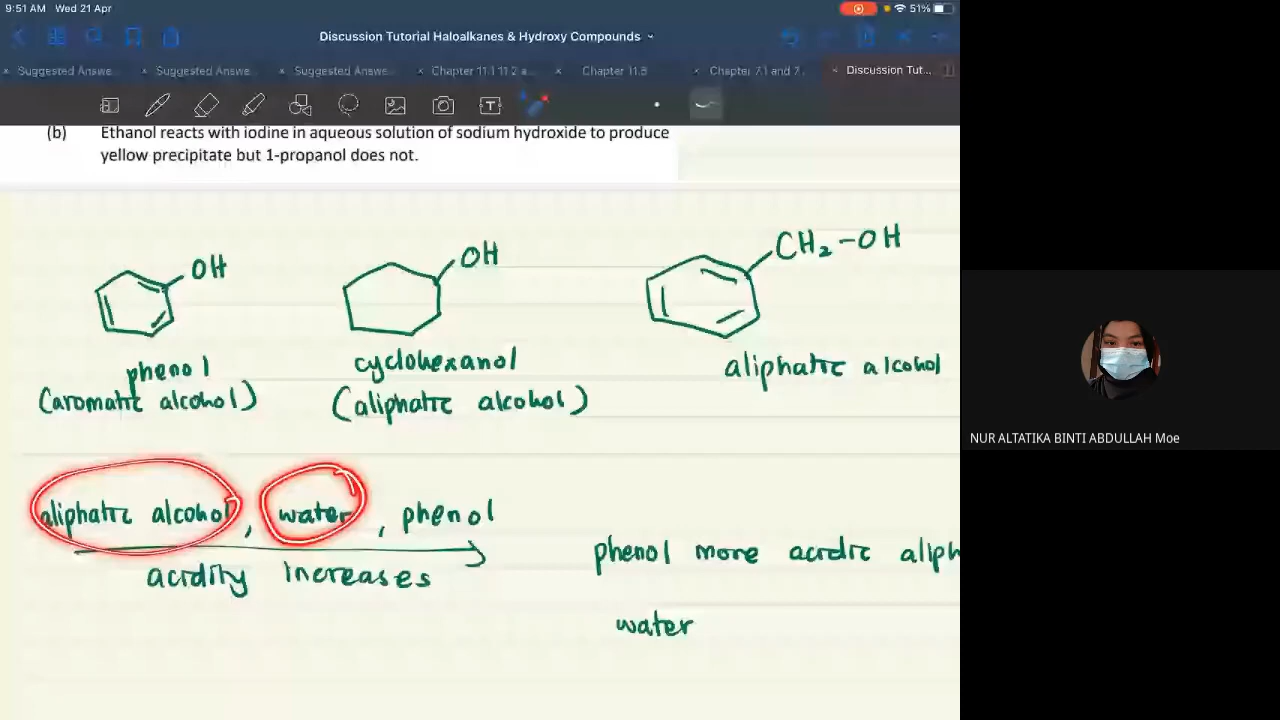 9:51 AM Wed 21 Apr
51%
Discussion Tutorial Haloalkanes & Hydroxy Compounds
Suggested Answe...
Suggested Answe...
Suggested Answe...
Chapter 11.1 11.2 a...
Chapter 11.3
Chapter 7.1 and 7...
Discussion Tut...
(b) Ethanol reacts with iodine in aqueous solution of sodium hydroxide to produce
yellow precipitate but 1-propanol does not.
OH
OH
CH₂-OH
phenol
(aromatic alcohol)
cyclohexanol
(aliphatic alcohol)
aliphatic alcohol
aliphatic alcohol, water, phenol
acidity increases
phenol more acidic aliph
water
NUR ALTATIKA BINTI ABDULLAH Moe